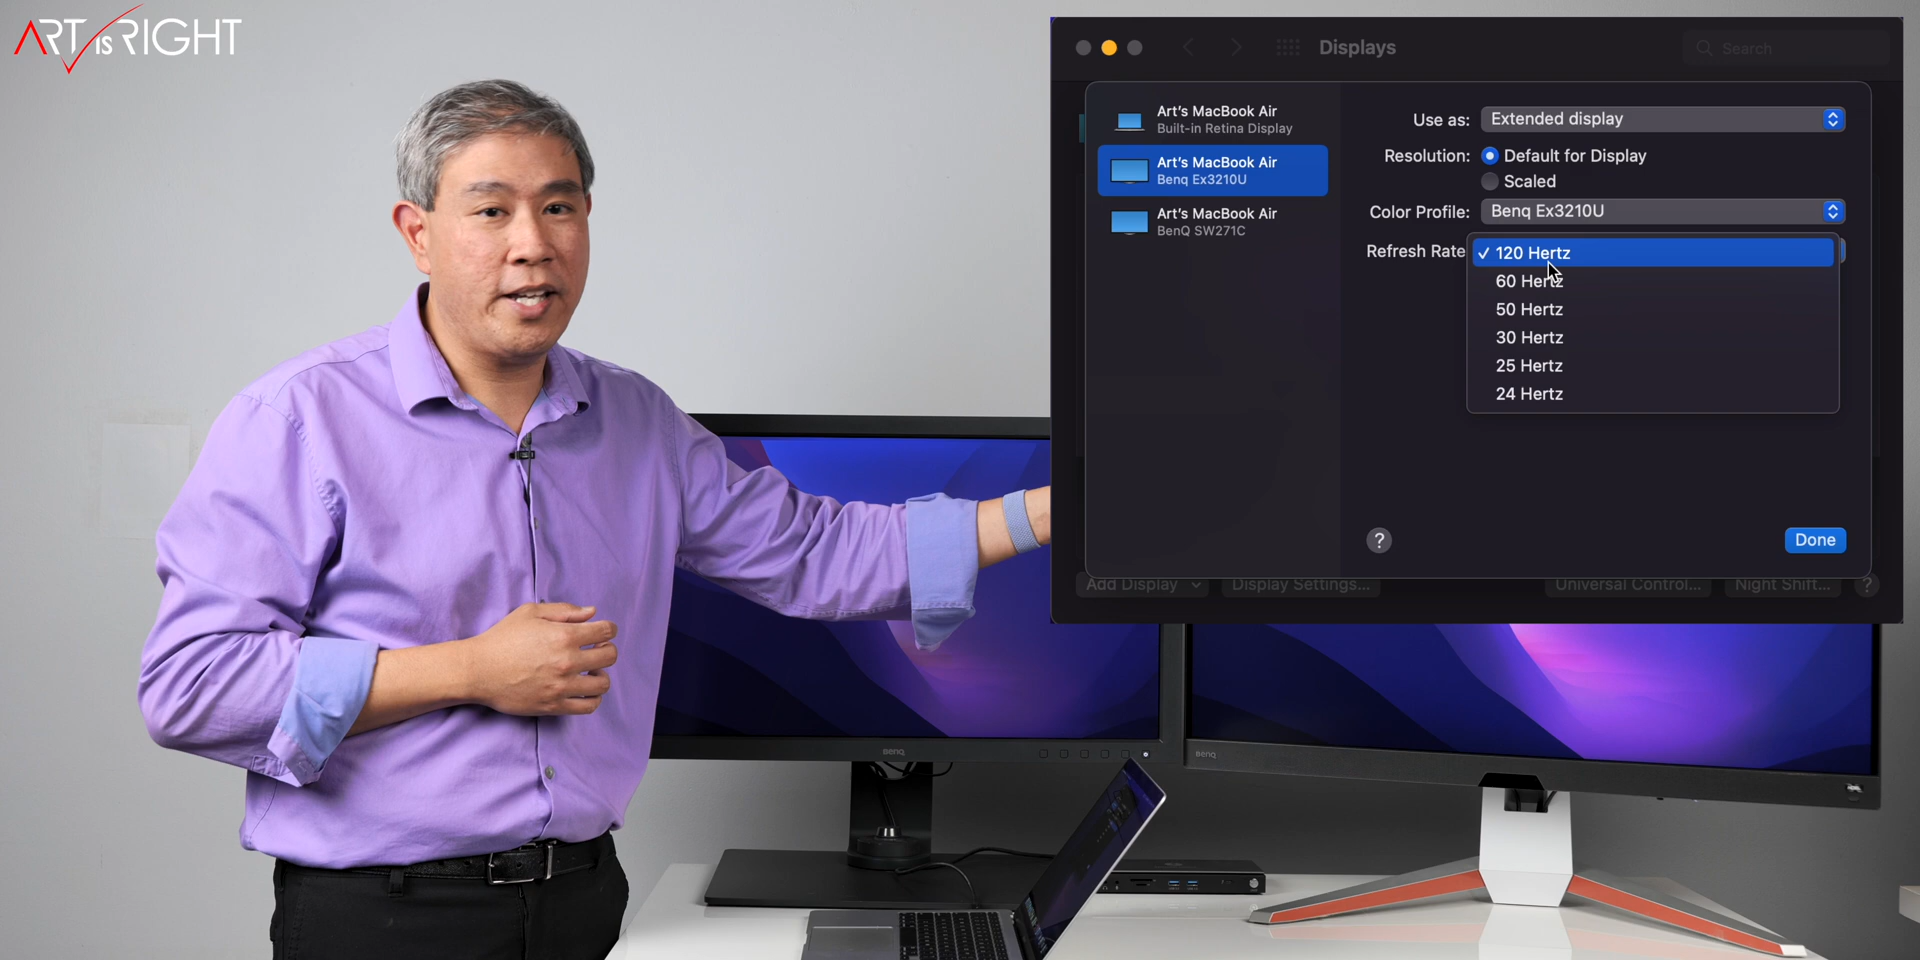 ART is RIGHT
Displays
Search
Art's MacBook Air
Built-in Retina Display
Art's MacBook Air
Benq Ex3210U
Art's MacBook Air
BenQ SW271C
Use as: Extended display
Resolution: Default for Display
Scaled
Color Profile: Benq Ex3210U
Refresh Rate
✓ 120 Hertz
60 Hertz
50 Hertz
30 Hertz
25 Hertz
24 Hertz
?
Done
Add Display
Display Settings...
Universal Control...
Night Shift...
?
BenQ
BenQ